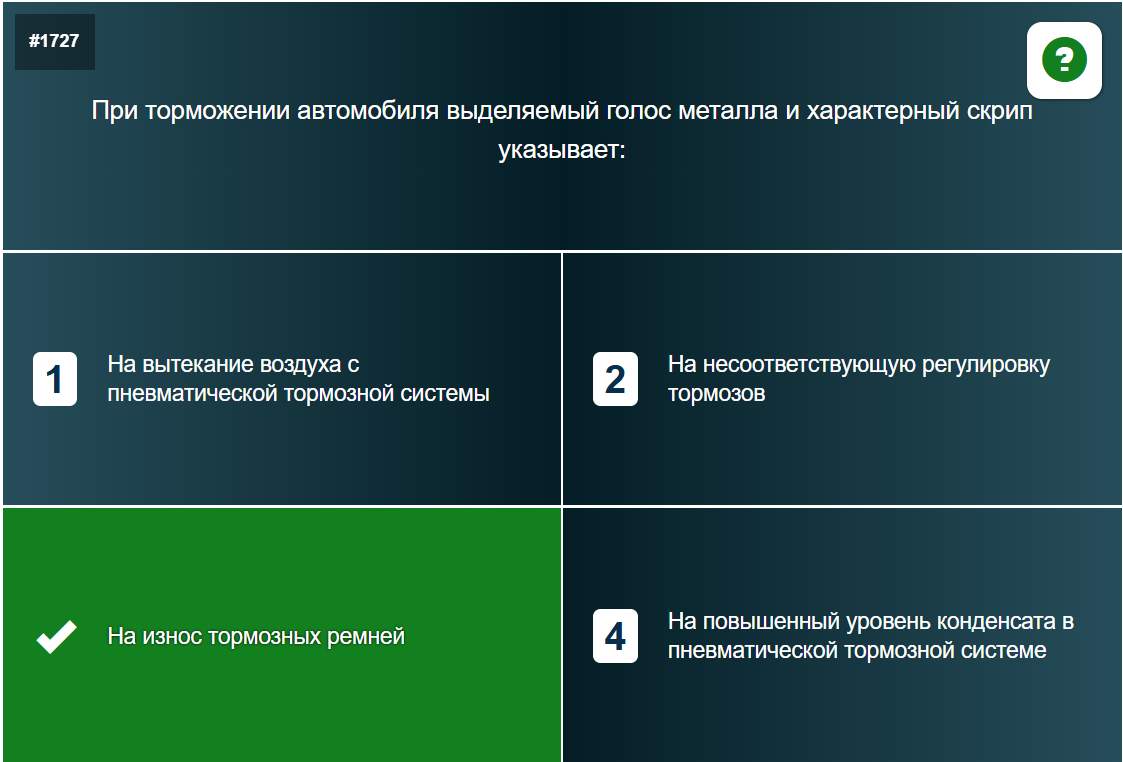 #1727
?
При торможении автомобиля выделяемый голос металла и характерный скрип
указывает:
1
На вытекание воздуха с
пневматической тормозной системы
2
На несоответствующую регулировку
тормозов
На износ тормозных ремней
4
На повышенный уровень конденсата в
пневматической тормозной системе